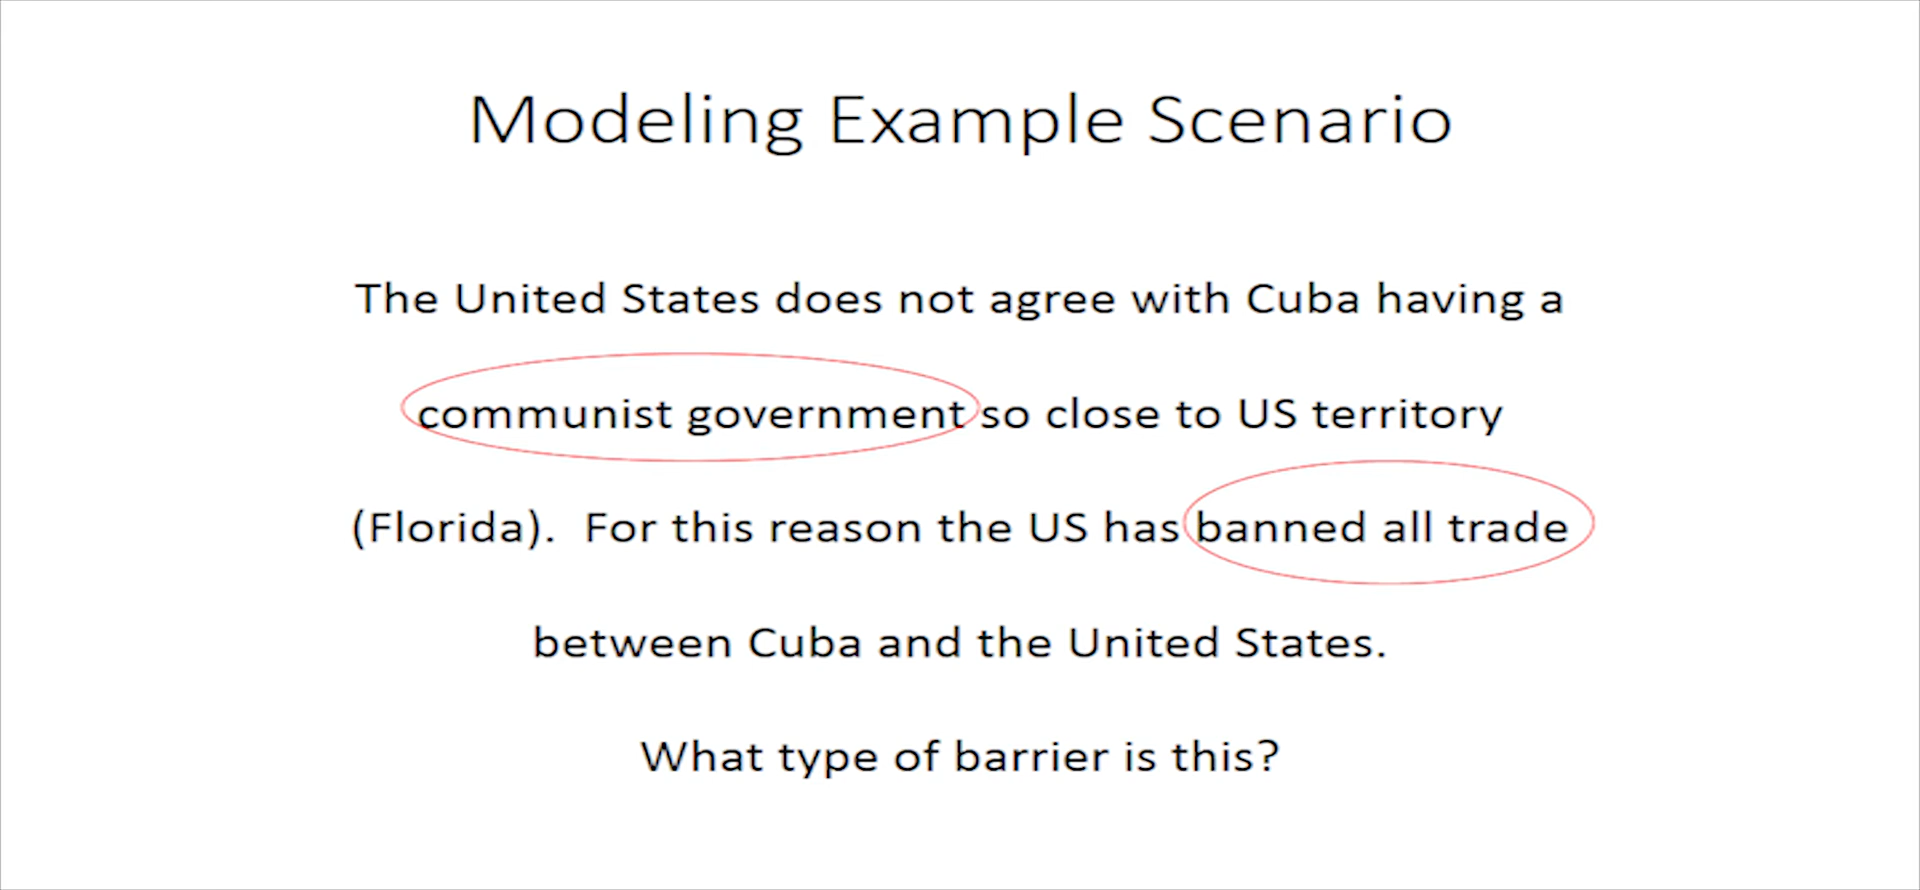 Modeling Example Scenario
The United States does not agree with Cuba having a
communist government so close to US territory
(Florida).  For this reason the US has banned all trade
between Cuba and the United States.
What type of barrier is this?